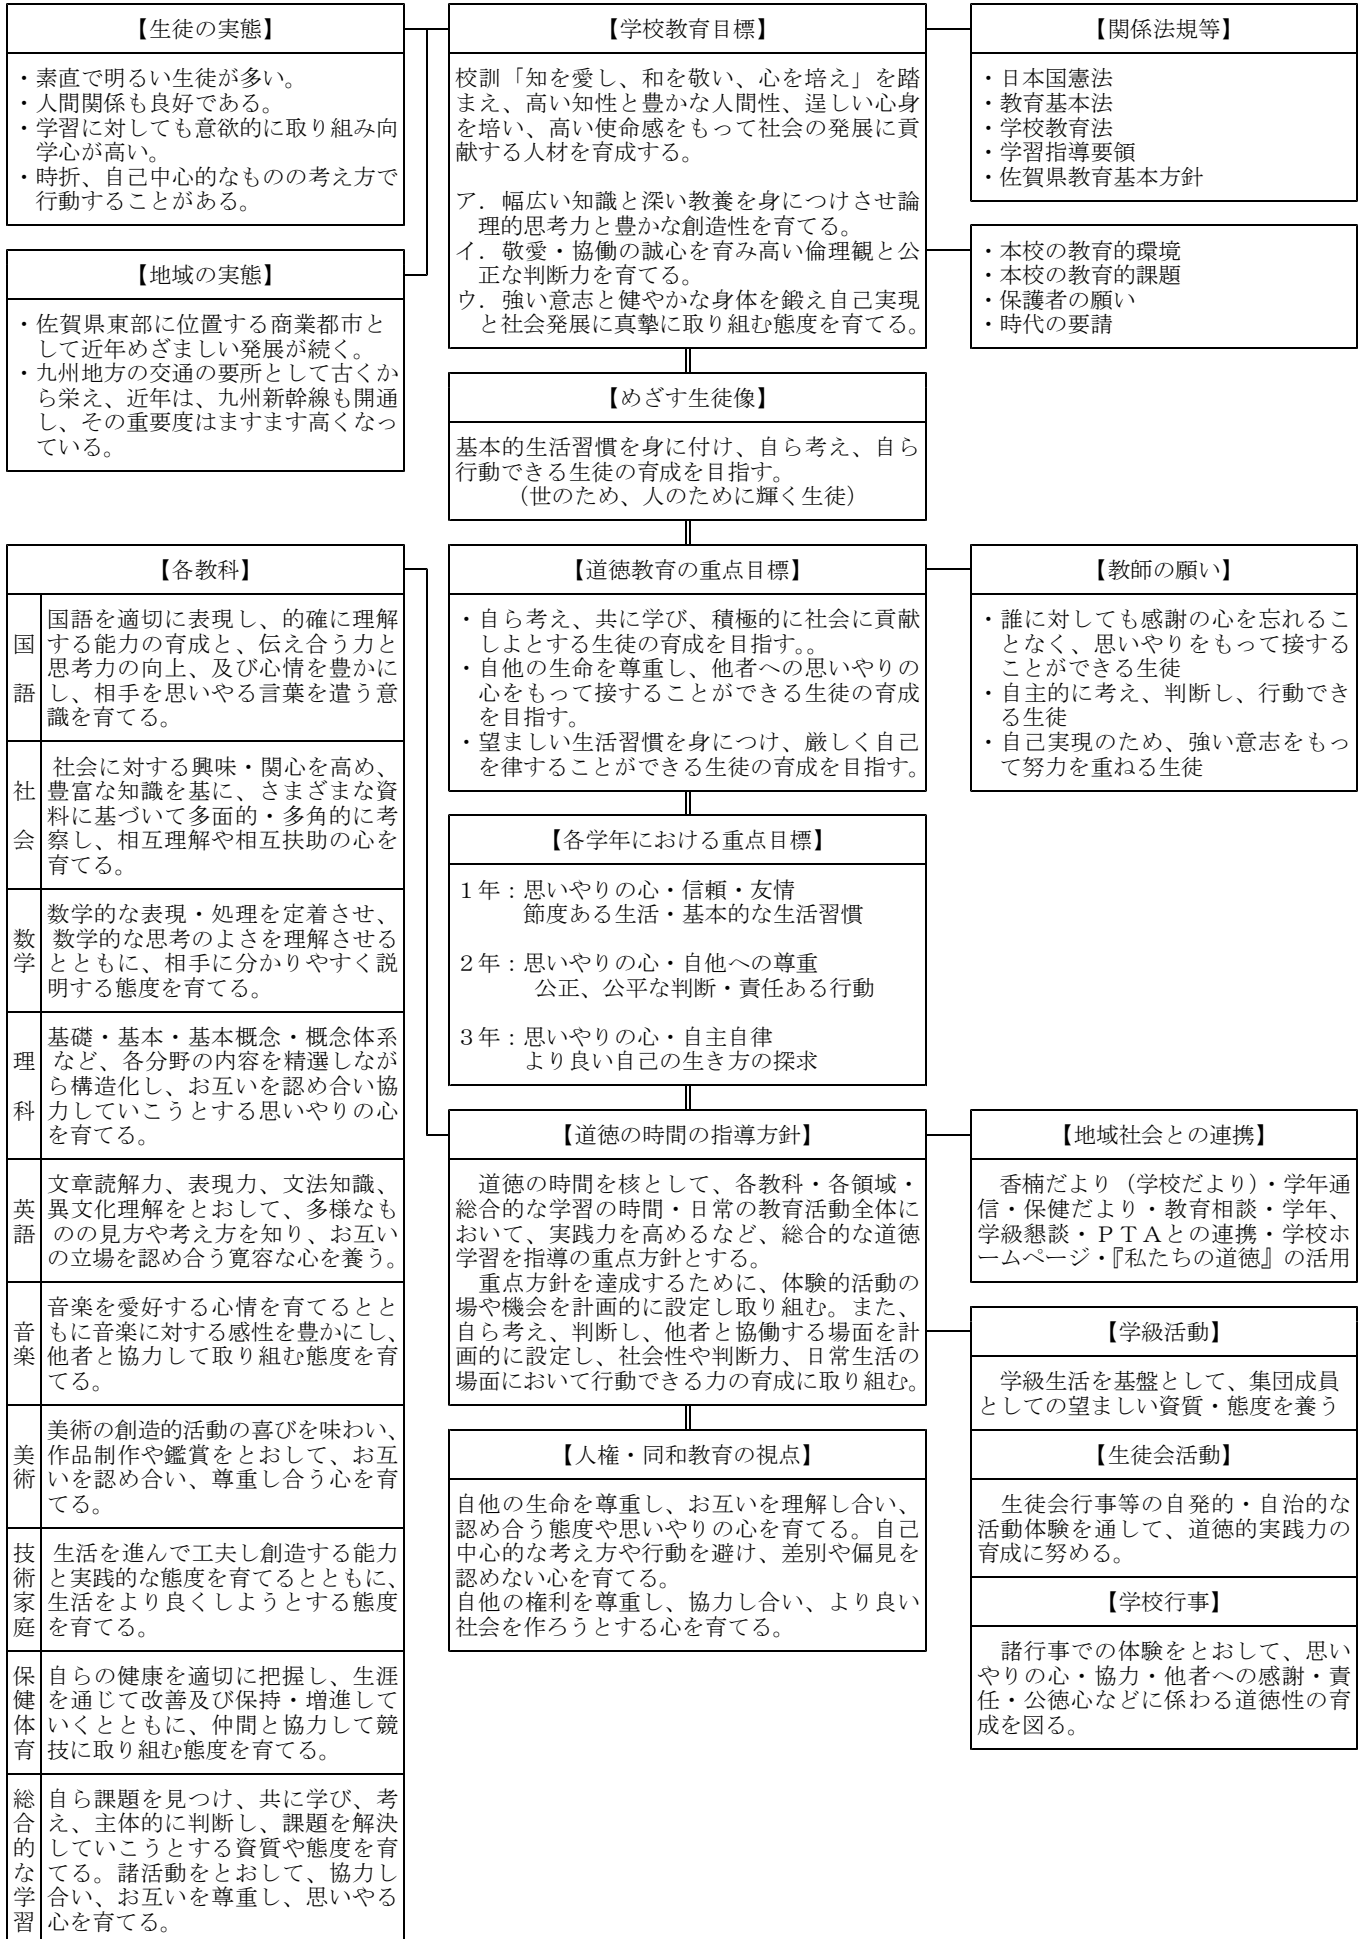 【生徒の実態】
・素直で明るい生徒が多い。
・人間関係も良好である。
・学習に対しても意欲的に取り組み向
学心が高い。
・時折、自己中心的なものの考え方で
行動することがある。
【地域の実態】
・佐賀県東部に位置する商業都市と
して近年めざましい発展が続く。
・九州地方の交通の要所として古くか
ら栄え、近年は、九州新幹線も開通
し、その重要度はますます高くなっ
ている。
【学校教育目標】
校訓「知を愛し、和を敬い、心を培え」を踏
まえ、高い知性と豊かな人間性、逞しい心身
を培い、高い使命感をもって社会の発展に貢
献する人材を育成する。
ア．幅広い知識と深い教養を身につけさせ論
理的思考力と豊かな創造性を育てる。
イ．敬愛・協働の誠心を育み高い倫理観と公
正な判断力を育てる。
ウ．強い意志と健やかな身体を鍛え自己実現
と社会発展に真摯に取り組む態度を育てる。
【関係法規等】
・日本国憲法
・教育基本法
・学校教育法
・学習指導要領
・佐賀県教育基本方針
・本校の教育的環境
・本校の教育的課題
・保護者の願い
・時代の要請
【めざす生徒像】
基本的生活習慣を身に付け、自ら考え、自ら
行動できる生徒の育成を目指す。
（世のため、人のために輝く生徒）
【各教科】
国語
国語を適切に表現し、的確に理解
する能力の育成と、伝え合う力と
思考力の向上、及び心情を豊かに
し、相手を思いやる言葉を遣う意
識を育てる。
社会
社会に対する興味・関心を高め、
豊富な知識を基に、さまざまな資
料に基づいて多面的・多角的に考
察し、相互理解や相互扶助の心を
育てる。
数学
数学的な表現・処理を定着させ、
数学的な思考のよさを理解させる
とともに、相手に分かりやすく説
明する態度を育てる。
理科
基礎・基本・基本概念・概念体系
など、各分野の内容を精選しなが
ら構造化し、お互いを認め合い協
力していこうとする思いやりの心
を育てる。
英語
文章読解力、表現力、文法知識、
異文化理解をとおして、多様なも
のの見方や考え方を知り、お互い
の立場を認め合う寛容な心を養う。
音楽
音楽を愛好する心情を育てるとと
もに音楽に対する感性を豊かにし、
他者と協力して取り組む態度を育
てる。
美術
美術の創造的活動の喜びを味わい、
作品制作や鑑賞をとおして、お互
いを認め合い、尊重し合う心を育
てる。
技術家庭
生活を進んで工夫し創造する能力
と実践的な態度を育てるとともに、
生活をより良くしようとする態度
を育てる。
保健体育
自らの健康を適切に把握し、生涯
を通じて改善及び保持・増進して
いくとともに、仲間と協力して競
技に取り組む態度を育てる。
総合的な学習
自ら課題を見つけ、共に学び、考
え、主体的に判断し、課題を解決
していこうとする資質や態度を育
てる。諸活動をとおして、協力し
合い、お互いを尊重し、思いやる
心を育てる。
【道徳教育の重点目標】
・自ら考え、共に学び、積極的に社会に貢献
しよとする生徒の育成を目指す。。
・自他の生命を尊重し、他者への思いやりの
心をもって接することができる生徒の育成
を目指す。
・望ましい生活習慣を身につけ、厳しく自己
を律することができる生徒の育成を目指す。
【教師の願い】
・誰に対しても感謝の心を忘れるこ
となく、思いやりをもって接する
ことができる生徒
・自主的に考え、判断し、行動でき
る生徒
・自己実現のため、強い意志をもっ
て努力を重ねる生徒
【各学年における重点目標】
１年：思いやりの心・信頼・友情
節度ある生活・基本的な生活習慣
２年：思いやりの心・自他への尊重
公正、公平な判断・責任ある行動
３年：思いやりの心・自主自律
より良い自己の生き方の探求
【道徳の時間の指導方針】
道徳の時間を核として、各教科・各領域・
総合的な学習の時間・日常の教育活動全体に
おいて、実践力を高めるなど、総合的な道徳
学習を指導の重点方針とする。
重点方針を達成するために、体験的活動の
場や機会を計画的に設定し取り組む。また、
自ら考え、判断し、他者と協働する場面を計
画的に設定し、社会性や判断力、日常生活の
場面において行動できる力の育成に取り組む。
【地域社会との連携】
香楠だより（学校だより）・学年通
信・保健だより・教育相談・学年、
学級懇談・ＰＴＡとの連携・学校ホ
ームページ・『私たちの道徳』の活用
【学級活動】
学級生活を基盤として、集団成員
としての望ましい資質・態度を養う
【生徒会活動】
生徒会行事等の自発的・自治的な
活動体験を通して、道徳的実践力の
育成に努める。
【学校行事】
諸行事での体験をとおして、思い
やりの心・協力・他者への感謝・責
任・公徳心などに係わる道徳性の育
成を図る。
【人権・同和教育の視点】
自他の生命を尊重し、お互いを理解し合い、
認め合う態度や思いやりの心を育てる。自己
中心的な考え方や行動を避け、差別や偏見を
認めない心を育てる。
自他の権利を尊重し、協力し合い、より良い
社会を作ろうとする心を育てる。